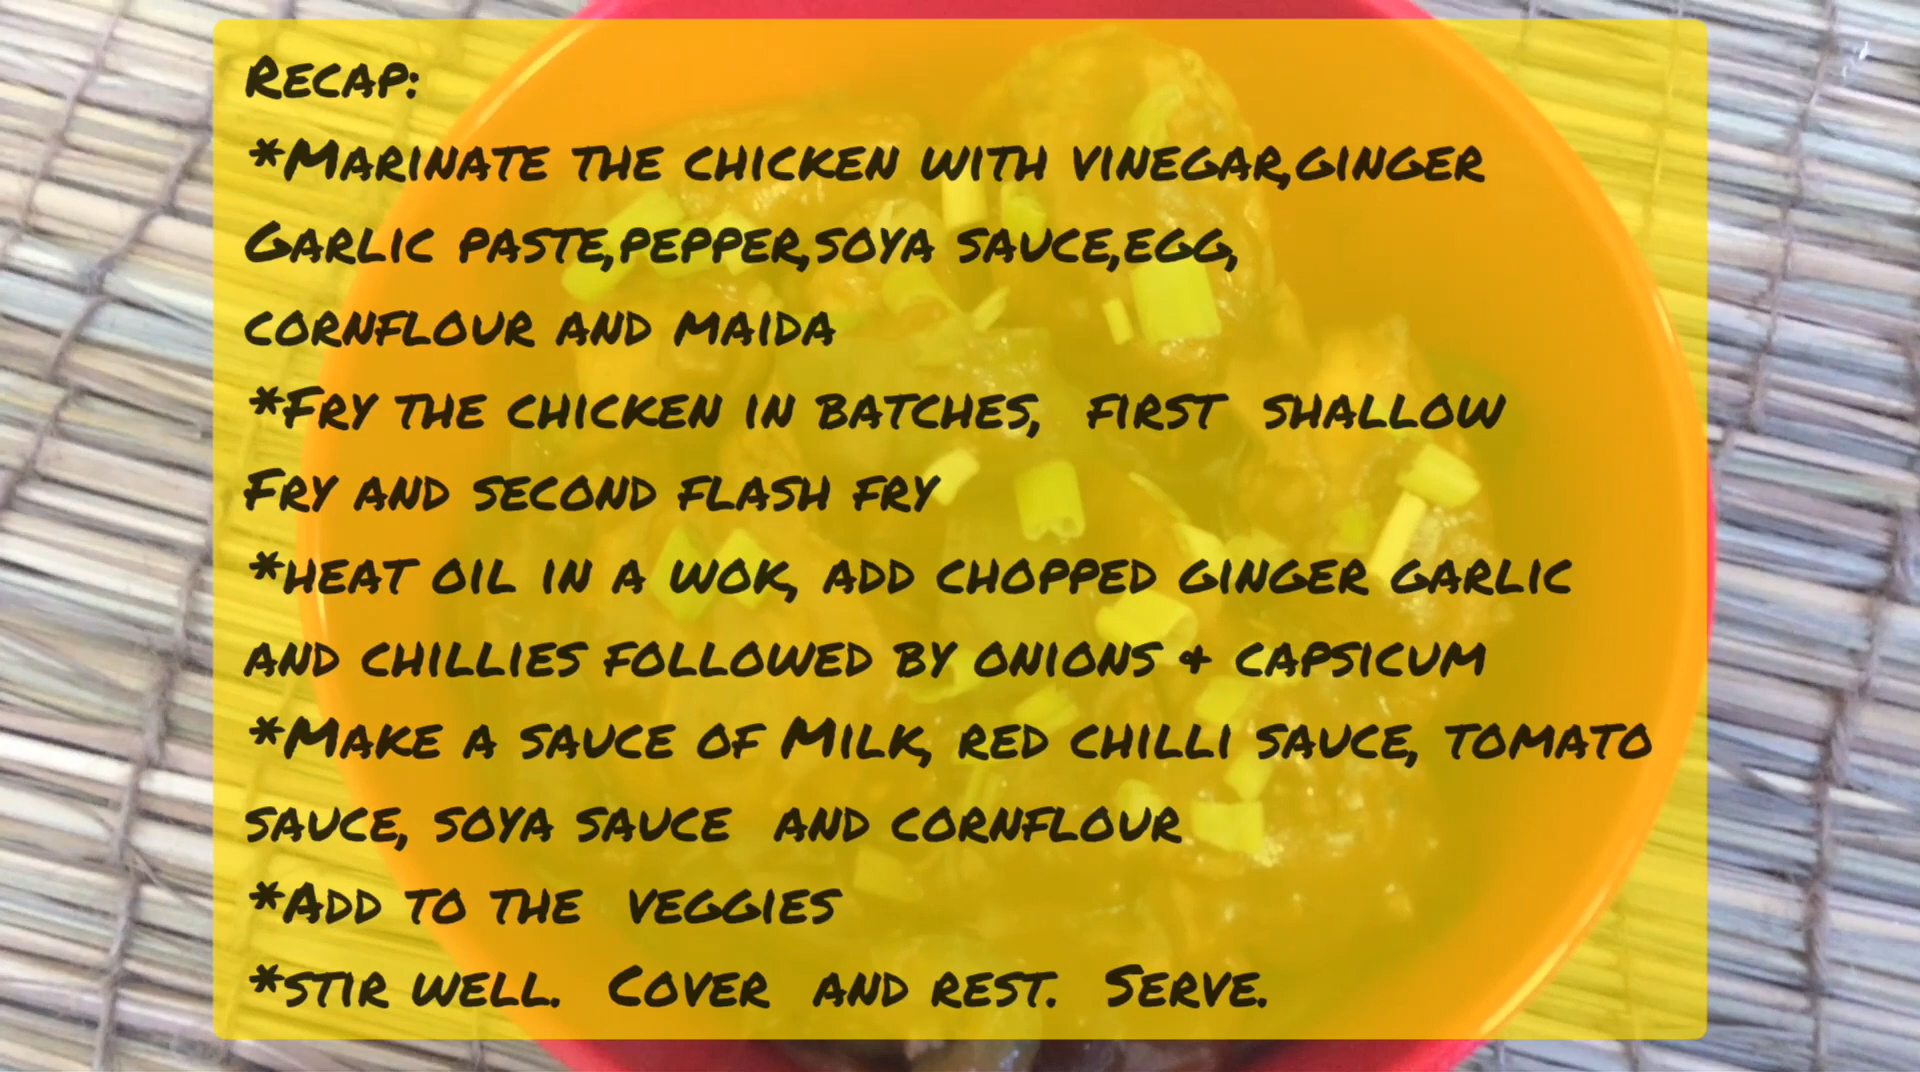 Recap:
*Marinate the chicken with vinegar,ginger
Garlic paste,pepper,soya sauce,egg,
cornflour and maida
*Fry the chicken in batches, first shallow
Fry and second flash fry
*heat oil in a wok, add chopped ginger garlic
and chillies followed by onions & capsicum
*Make a sauce of Milk, red chilli sauce, tomato
sauce, soya sauce and cornflour
*Add to the veggies
*stir well. Cover and rest. Serve.